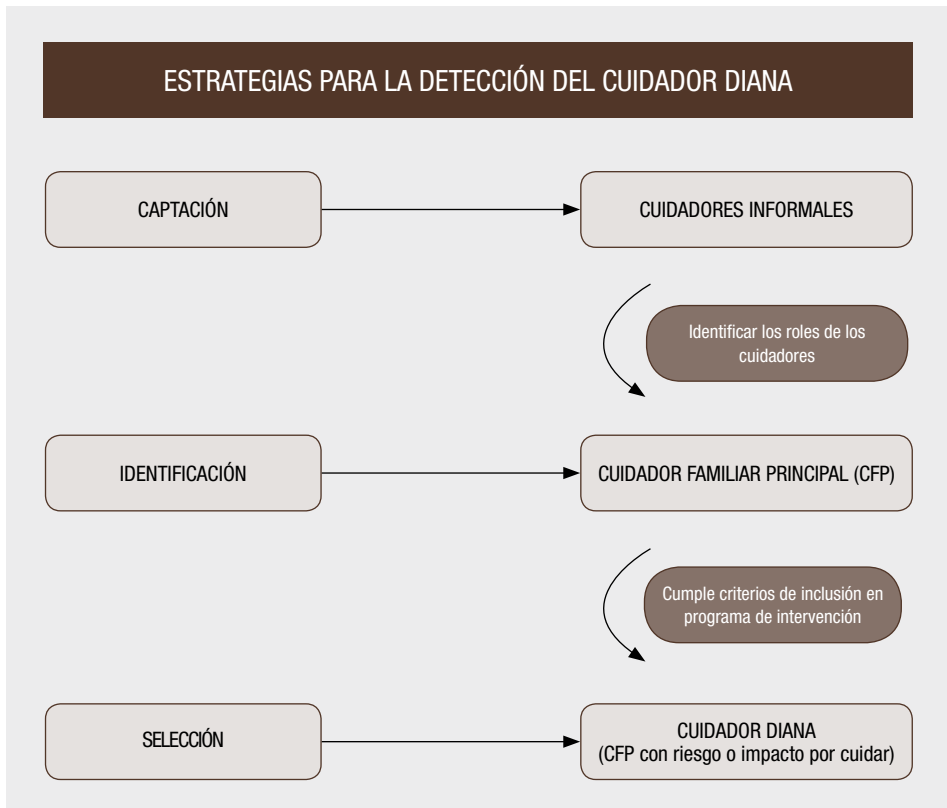 ESTRATEGIAS PARA LA DETECCIÓN DEL CUIDADOR DIANA
CAPTACIÓN
CUIDADORES INFORMALES
Identificar los roles de los
cuidadores
IDENTIFICACIÓN
CUIDADOR FAMILIAR PRINCIPAL (CFP)
Cumple criterios de inclusión en
programa de intervención
SELECCIÓN
CUIDADOR DIANA
(CFP con riesgo o impacto por cuidar)